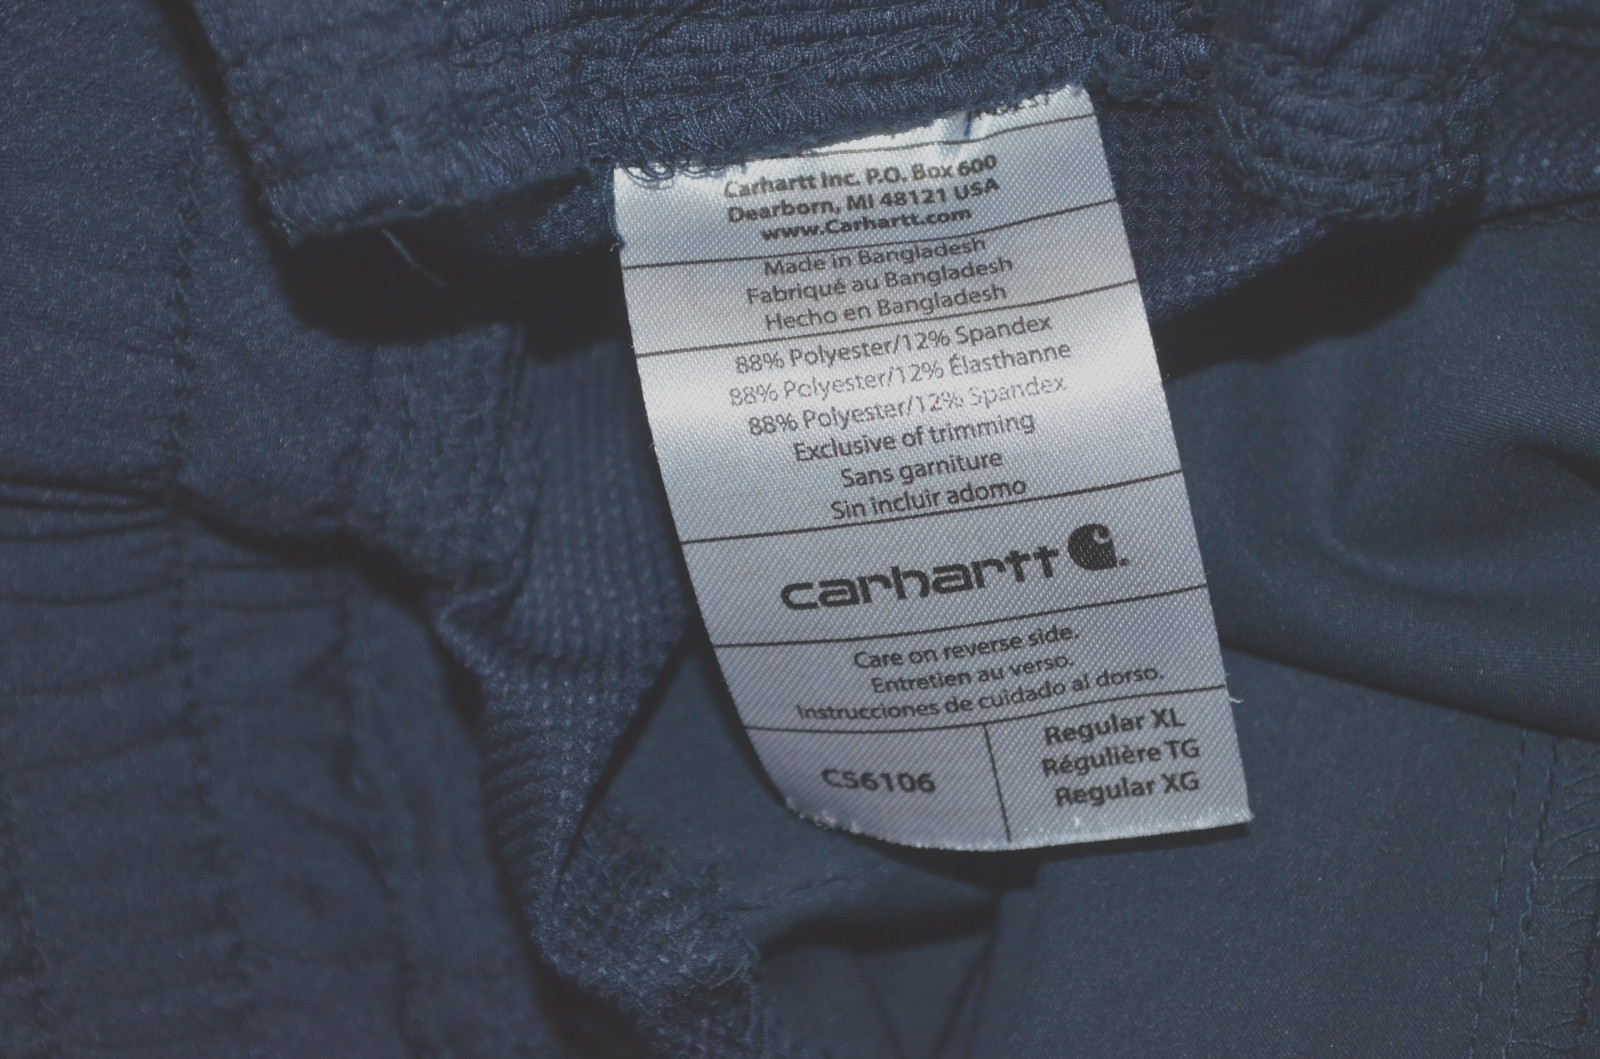 Carhartt Inc. P.O. Box 600
Dearborn, MI 48121 USA
www.Carhartt.com
Made in Bangladesh
Fabriqué au Bangladesh
Hecho en Bangladesh
88% Polyester/12% Spandex
88% Polyester/12% Élasthanne
88% Polyester/12% Spandex
Exclusive of trimming
Sans garniture
Sin incluir adorno
carhartt
Care on reverse side.
Entretien au verso.
Instrucciones de cuidado al dorso.
C56106
Regular XL
Régulière TG
Regular XG